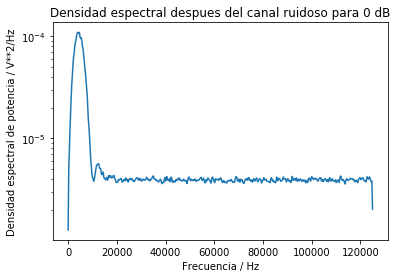 Densidad espectral despues del canal ruidoso para 0 dB
Densidad espectral de potencia / V**2/Hz
10⁻⁴
10⁻⁵
0 20000 40000 60000 80000 100000 120000
Frecuencia / Hz